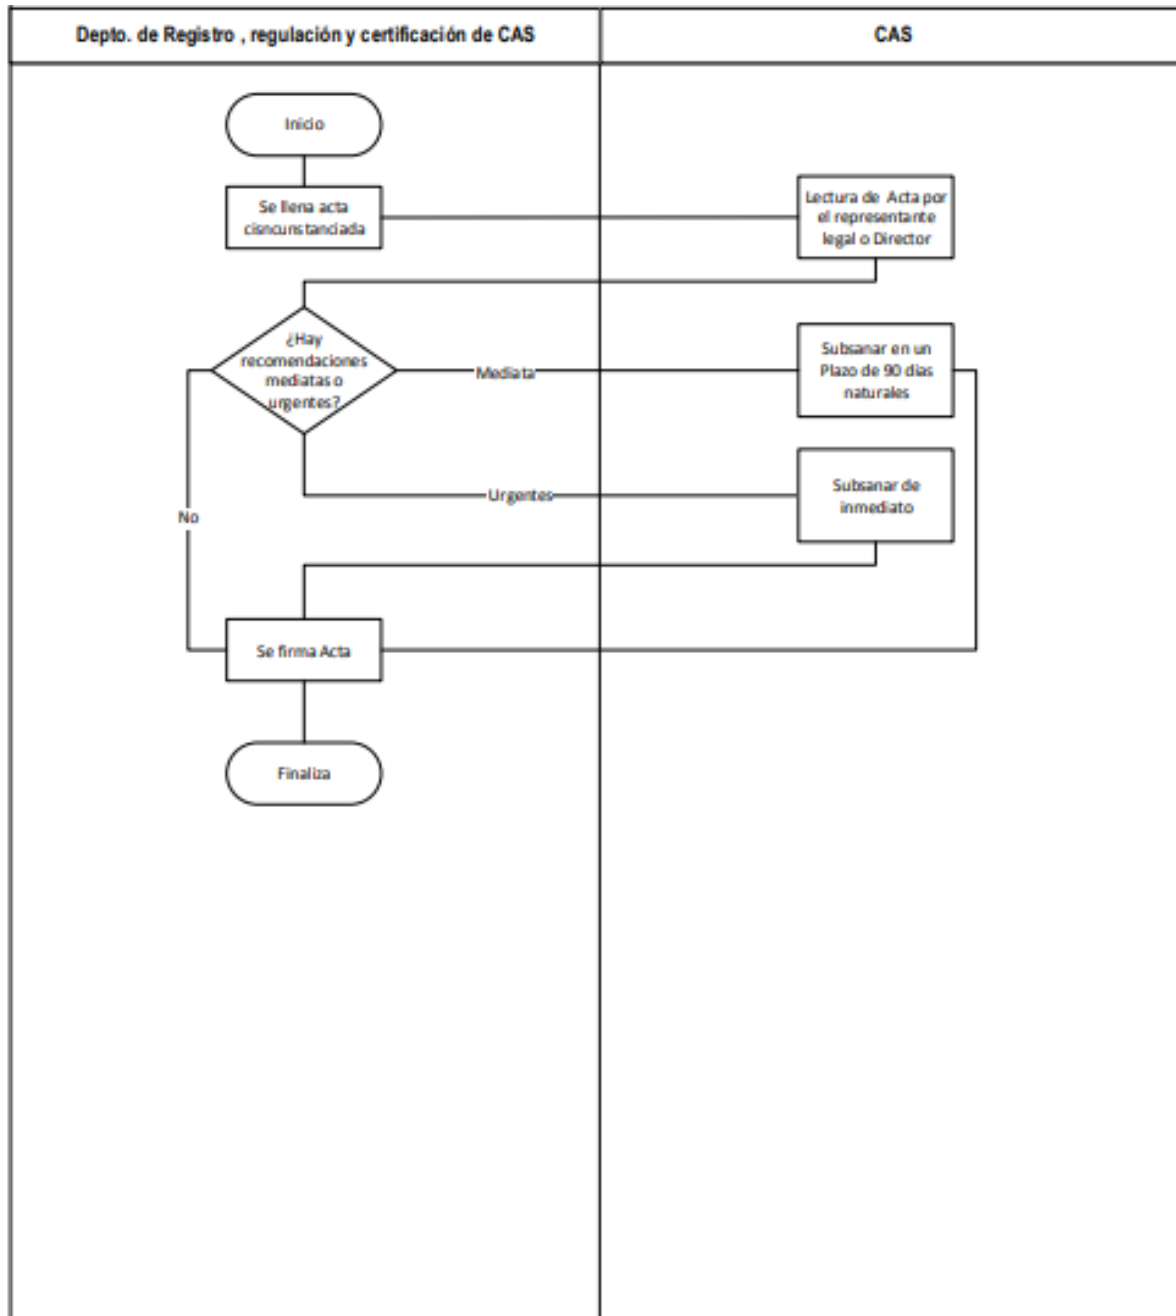 Depto. de Registro , regulación y certificación de CAS
CAS
Inicio
Se llena acta
cisncunstanciada
Lectura de Acta por
el representante
legal o Director
¿Hay
recomendaciones
mediatas o
urgentes?
Mediata
Subsanar en un
Plazo de 90 días
naturales
Urgentes
Subsanar de
inmediato
No
Se firma Acta
Finaliza